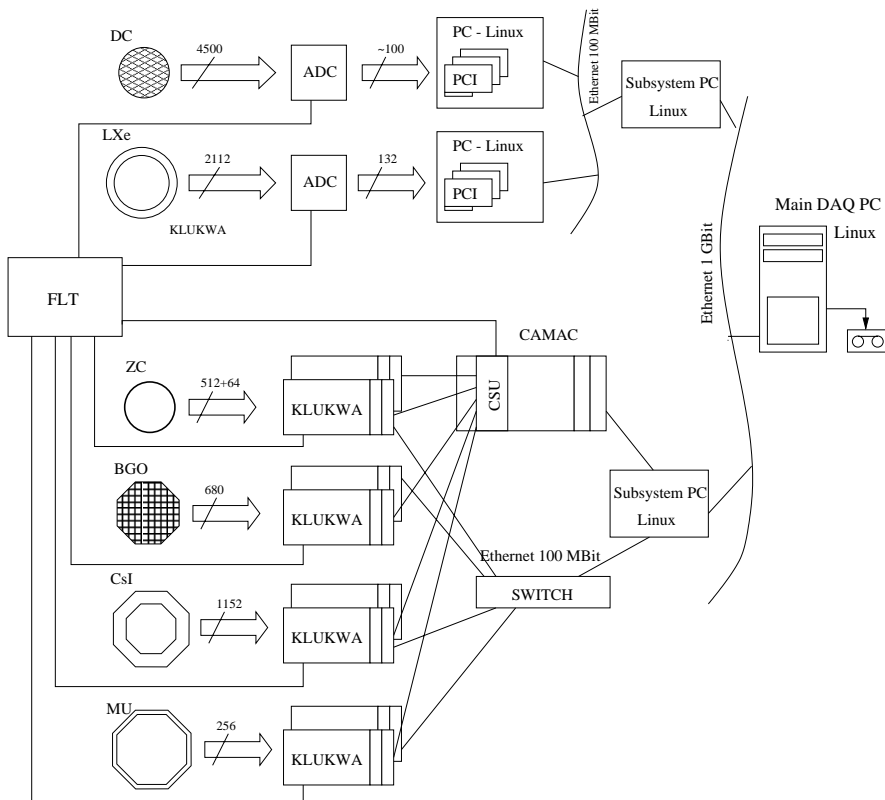 DC
4500
ADC
~100
PC - Linux
PCI
Ethernet 100 MBit
Subsystem PC
Linux
LXe
2112
ADC
132
PC - Linux
PCI
KLUKWA
Main DAQ PC
Linux
Ethernet 1 GBit
FLT
CAMAC
ZC
512+64
KLUKWA
CSU
BGO
680
KLUKWA
Subsystem PC
Linux
Ethernet 100 MBit
SWITCH
CsI
1152
KLUKWA
MU
256
KLUKWA